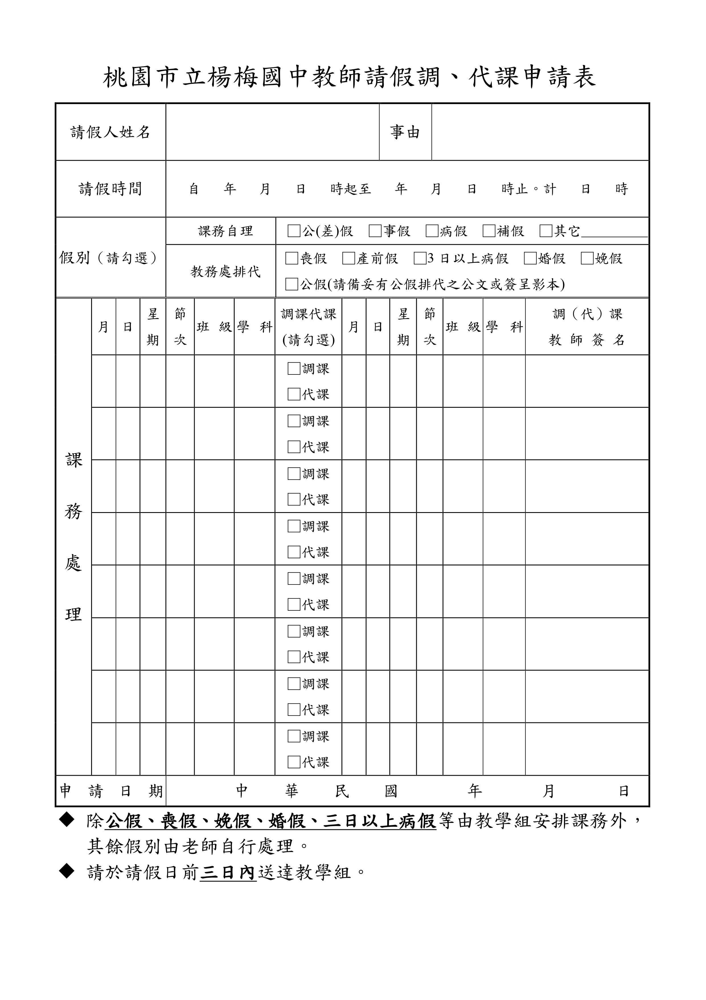 桃園市立楊梅國中教師請假調、代課申請表
請假人姓名 事由
請假時間 自 年 月 日 時起至 年 月 日 時止。計 日 時
假別（請勾選）
課務自理 □公(差)假 □事假 □病假 □補假 □其它__________
教務處排代
□喪假 □產前假 □3 日以上病假 □婚假 □娩假
□公假(請備妥有公假排代之公文或簽呈影本)
課務處理
月 日 星期 節次 班級 學科 調課代課(請勾選) 月 日 星期 節次 班級 學科 調（代）課教師簽名
□調課
□代課
□調課
□代課
□調課
□代課
□調課
□代課
□調課
□代課
□調課
□代課
□調課
□代課
□調課
□代課
申請日期 中華民國 年 月 日
◆ 除公假、喪假、娩假、婚假、三日以上病假等由教學組安排課務外，
其餘假別由老師自行處理。
◆ 請於請假日前三日內送達教學組。